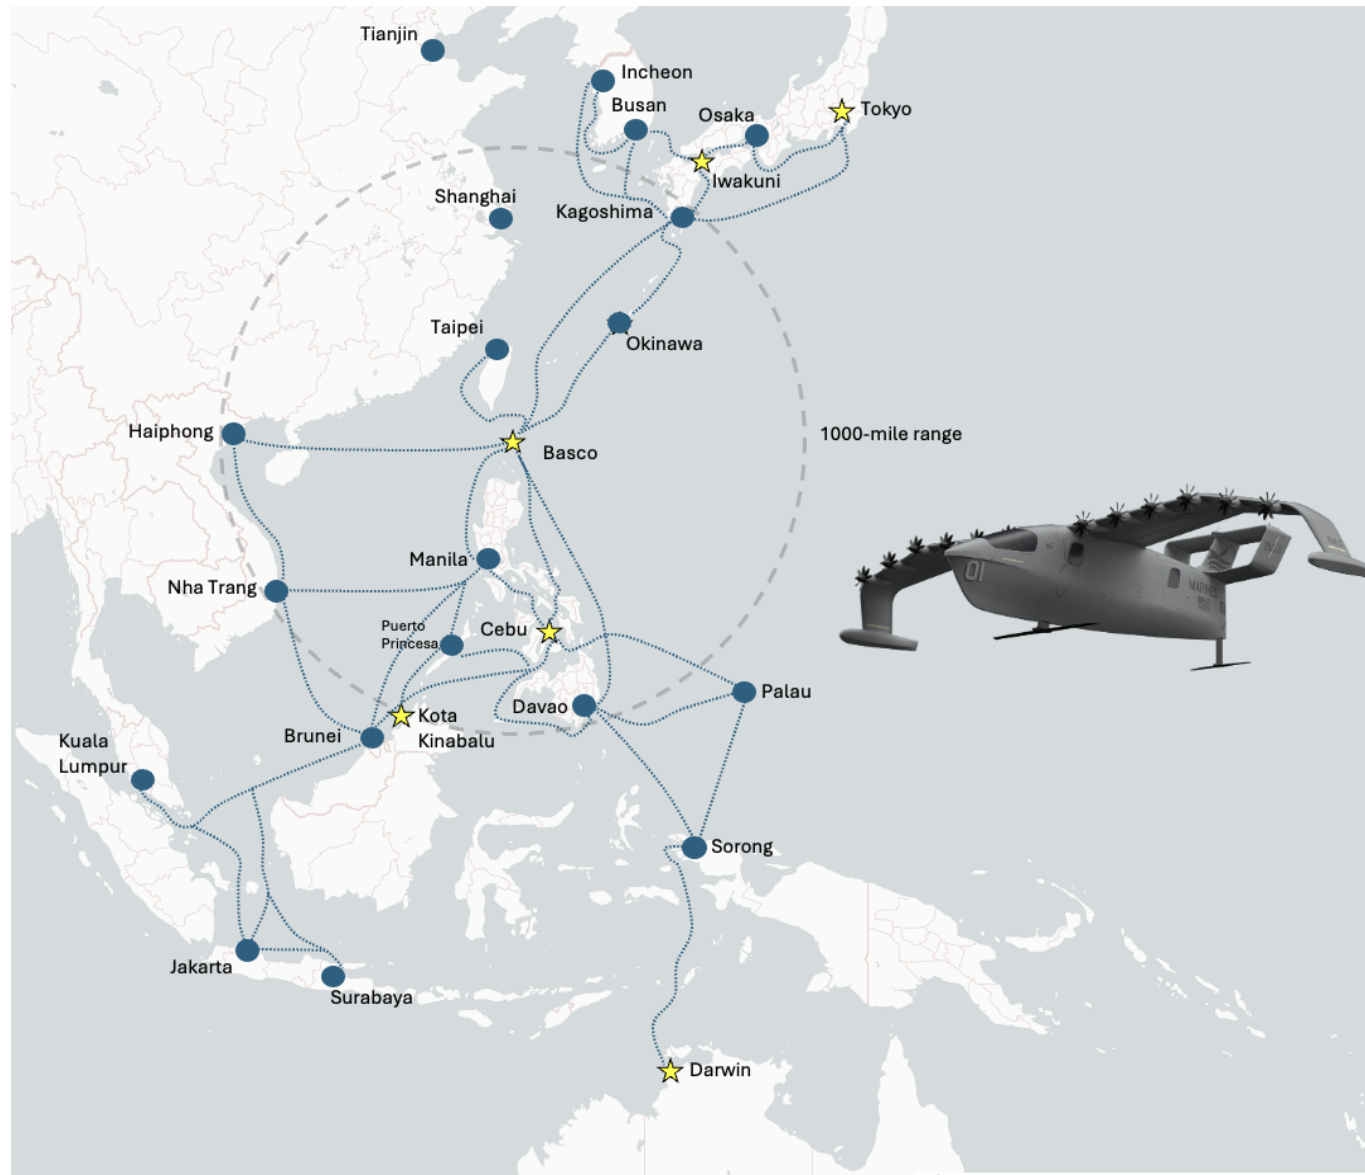 Tianjin
Incheon
Busan
Osaka
Tokyo
Iwakuni
Shanghai
Kagoshima
Taipei
Okinawa
Haiphong
1000-mile range
Basco
Manila
Nha Trang
Puerto
Princesa
Cebu
Palau
Davao
Kota
Kinabalu
Brunei
Kuala
Lumpur
Sorong
Jakarta
Surabaya
Darwin
01